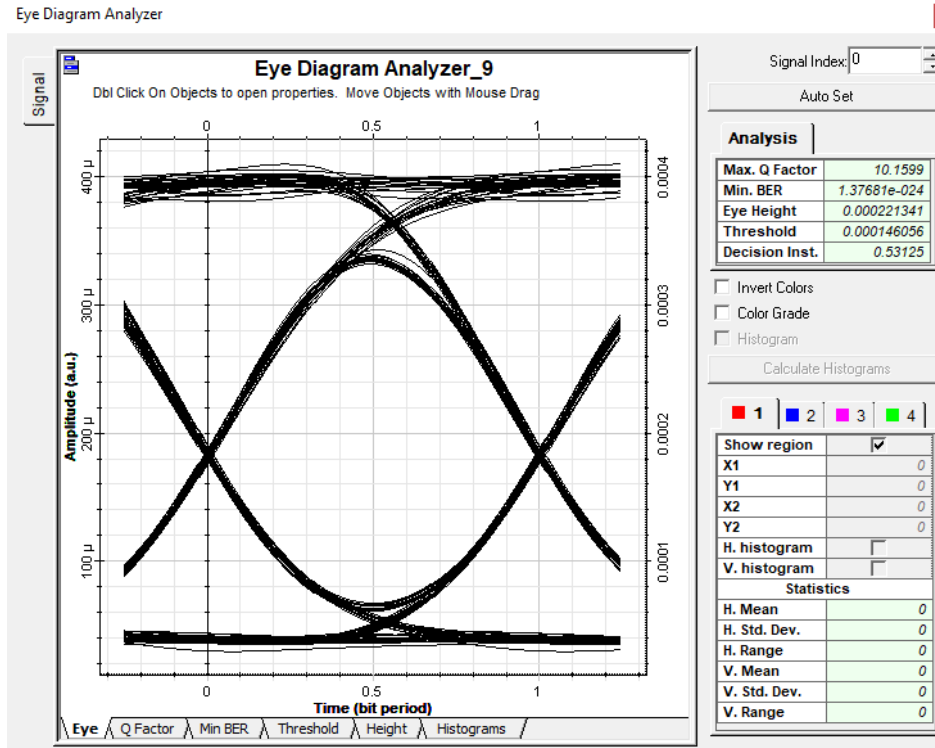 Eye Diagram Analyzer
Signal
Eye Diagram Analyzer_9
Dbl Click On Objects to open properties. Move Objects with Mouse Drag
0 0.5 1
400 µ
300 µ
200 µ
100 µ
Amplitude (a.u.)
0.0004
0.0003
0.0002
0.0001
0 0.5 1
Time (bit period)
Eye Q Factor Min BER Threshold Height Histograms
Signal Index: 0
Auto Set
Analysis
Max. Q Factor 10.1599
Min. BER 1.37681e-024
Eye Height 0.000221341
Threshold 0.000146056
Decision Inst. 0.53125
Invert Colors
Color Grade
Histogram
Calculate Histograms
1 2 3 4
Show region
X1 0
Y1 0
X2 0
Y2 0
H. histogram
V. histogram
Statistics
H. Mean 0
H. Std. Dev. 0
H. Range 0
V. Mean 0
V. Std. Dev. 0
V. Range 0